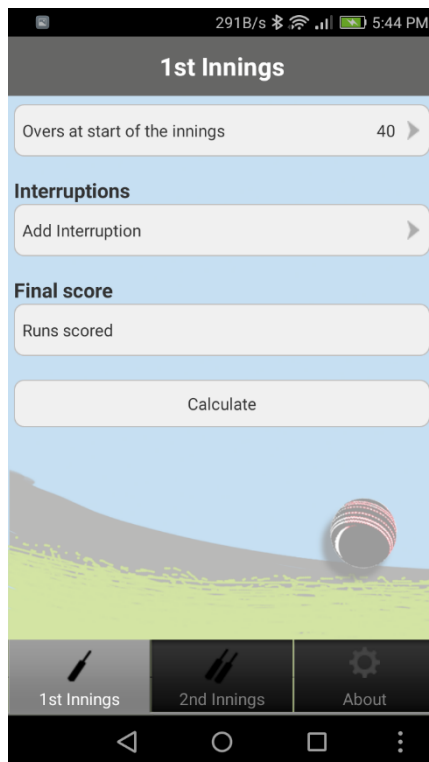 291B/s 5:44 PM
1st Innings
Overs at start of the innings 40
Interruptions
Add Interruption
Final score
Runs scored
Calculate
1st Innings 2nd Innings About